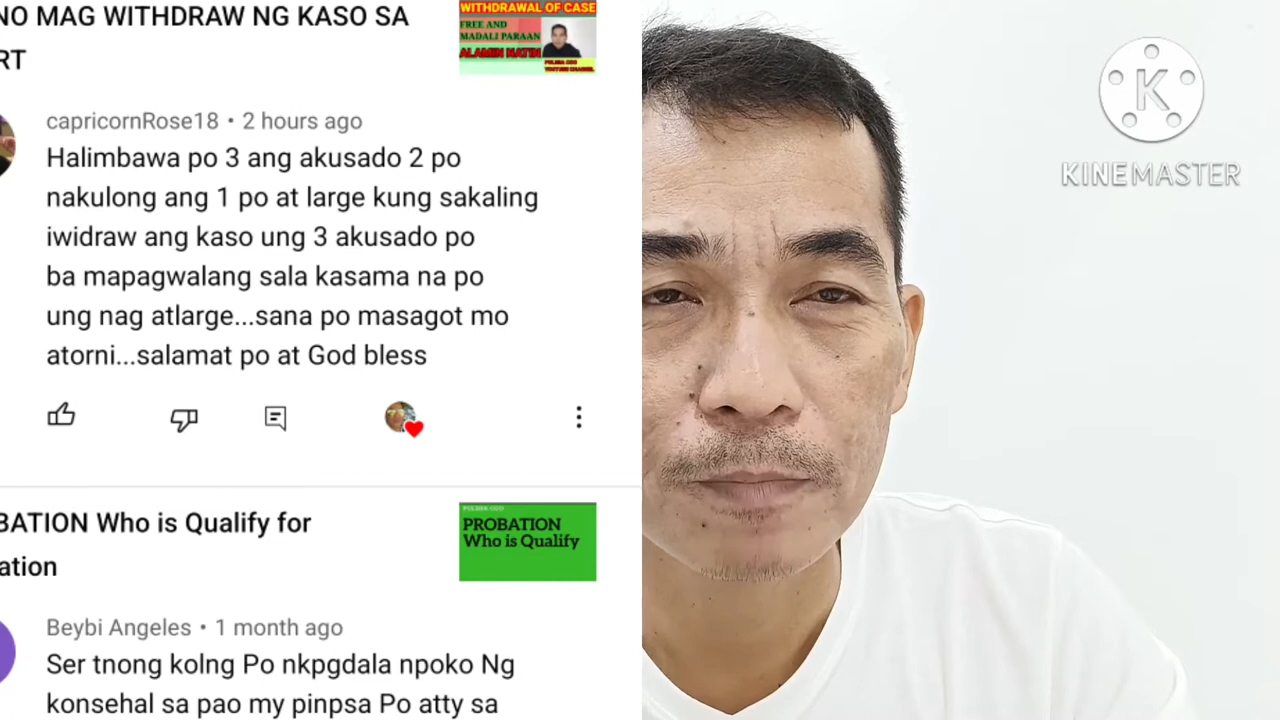 NO MAG WITHDRAW NG KASO SA
RT
WITHDRAWAL OF CASE
FREE AND
MADALI PARAAN
ALAMIN NATIN
PULMA OGD
YOUTUBE CHANNEL
capricornRose18 • 2 hours ago
Halimbawa po 3 ang akusado 2 po
nakulong ang 1 po at large kung sakaling
iwidraw ang kaso ung 3 akusado po
ba mapagwalang sala kasama na po
ung nag atlarge...sana po masagot mo
atorni...salamat po at God bless
BATION Who is Qualify for
ation
PROBATION
Who is Qualify
Beybi Angeles • 1 month ago
Ser tnong kolng Po nkpgdala npoko Ng
konsehal sa pao my pinpsa Po atty sa
K
KINEMASTER